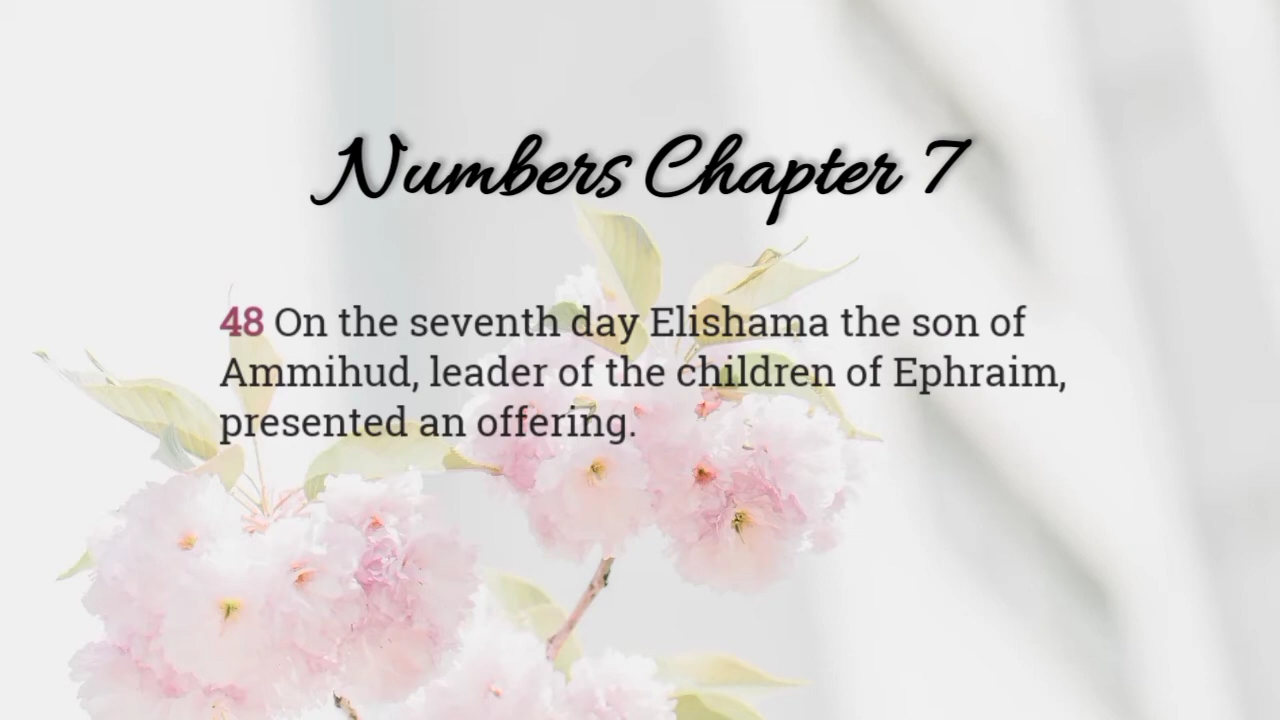 Numbers Chapter 7
48 On the seventh day Elishama the son of
Ammihud, leader of the children of Ephraim,
presented an offering.